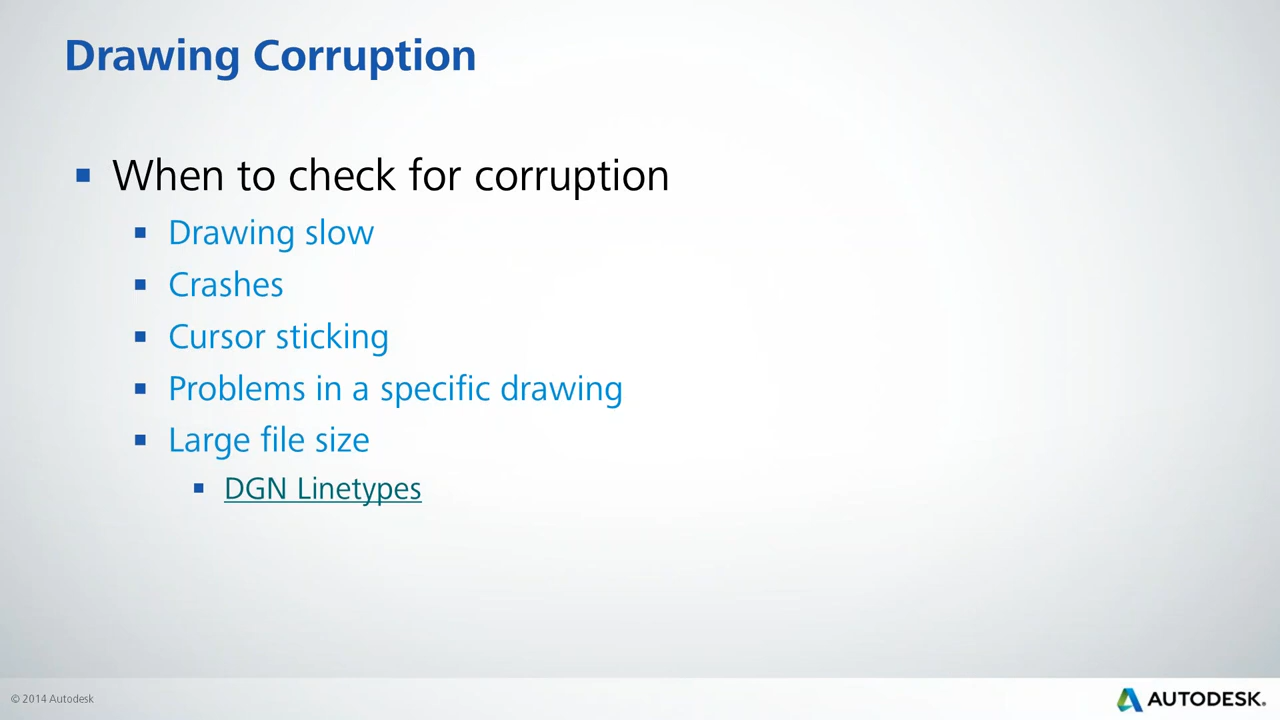 Drawing Corruption
When to check for corruption
Drawing slow
Crashes
Cursor sticking
Problems in a specific drawing
Large file size
DGN Linetypes
© 2014 Autodesk
AUTODESK.